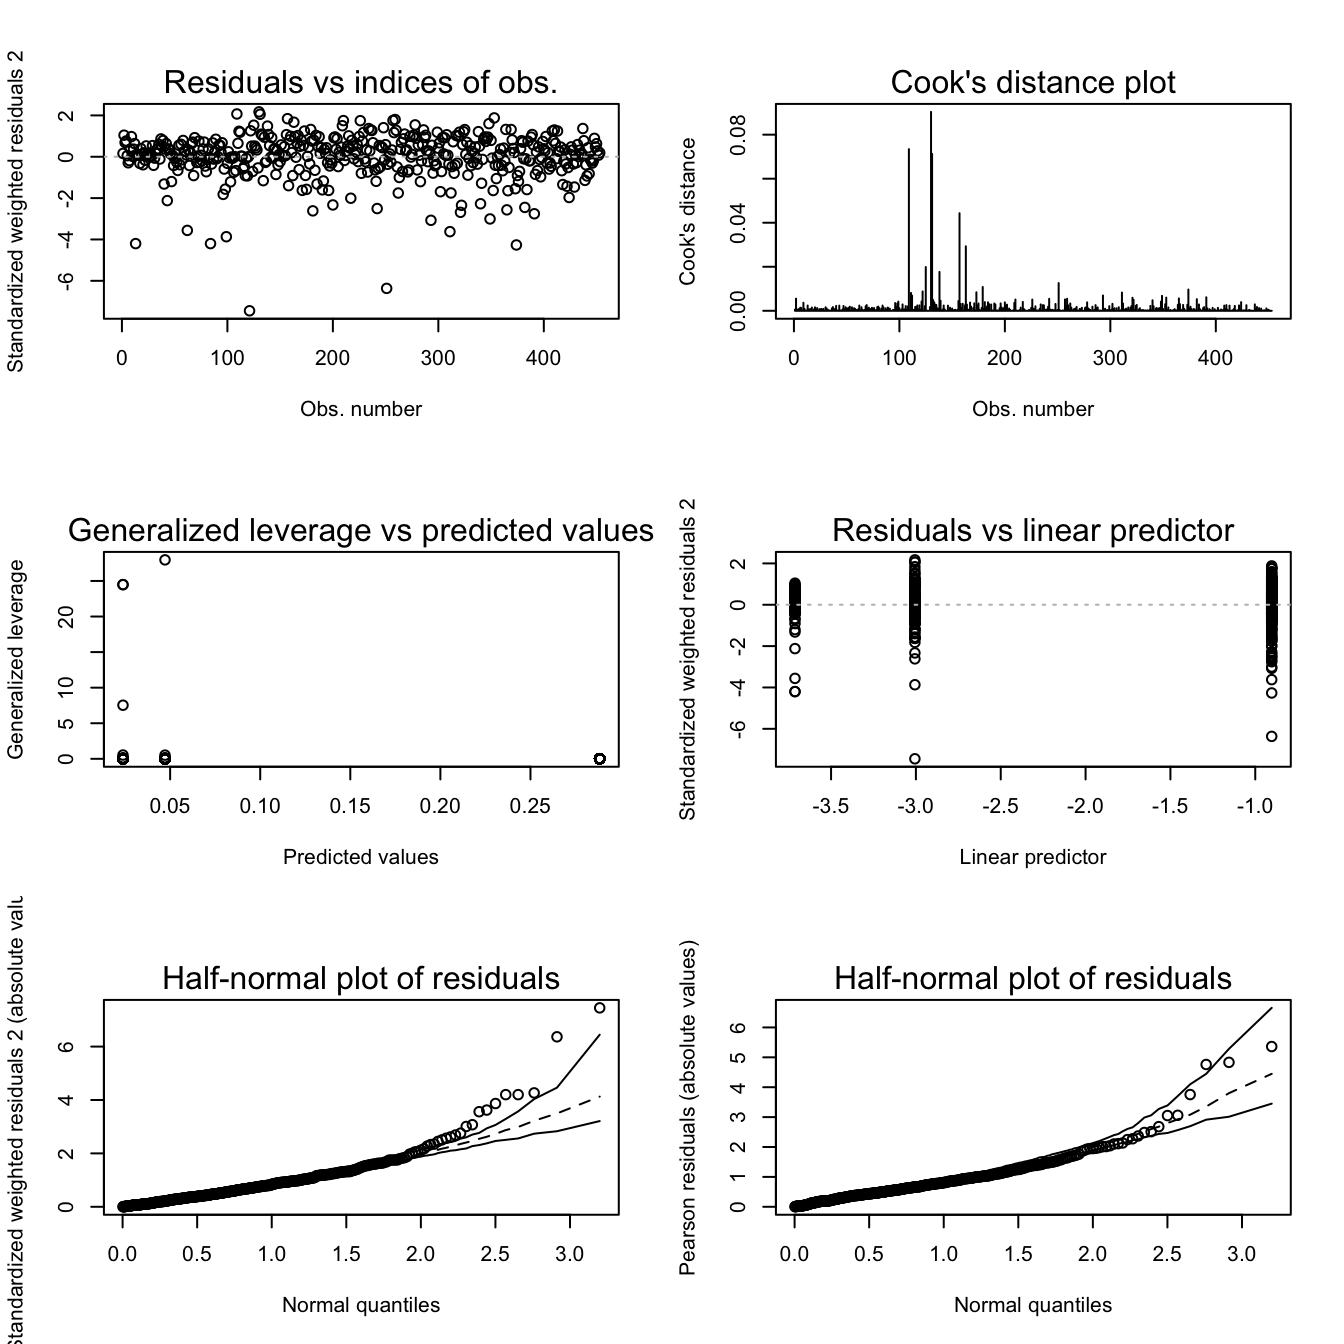 Residuals vs indices of obs.
Standardized weighted residuals 2
2
0
-2
-4
-6
0 100 200 300 400
Obs. number
Cook's distance plot
Cook's distance
0.08
0.04
0.00
0 100 200 300 400
Obs. number
Generalized leverage vs predicted values
Generalized leverage
20
10
5
0
0.05 0.10 0.15 0.20 0.25
Predicted values
Residuals vs linear predictor
Standardized weighted residuals 2
2
0
-2
-4
-6
-3.5 -3.0 -2.5 -2.0 -1.5 -1.0
Linear predictor
Half-normal plot of residuals
Standardized weighted residuals 2 (absolute valu
6
4
2
0
0.0 0.5 1.0 1.5 2.0 2.5 3.0
Normal quantiles
Half-normal plot of residuals
Pearson residuals (absolute values)
6
5
4
3
2
1
0
0.0 0.5 1.0 1.5 2.0 2.5 3.0
Normal quantiles